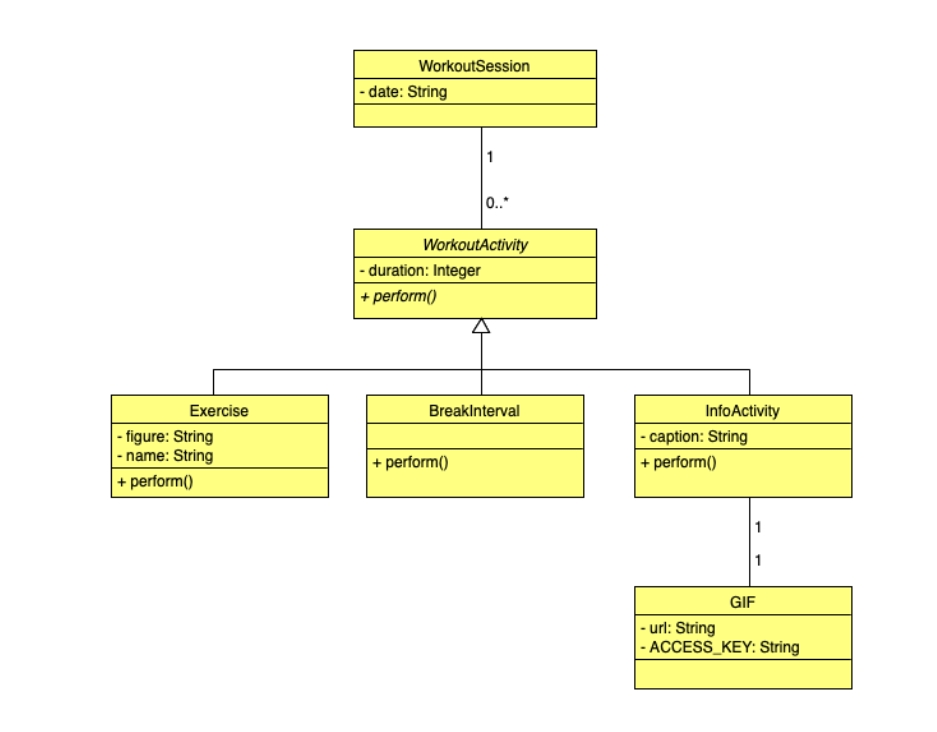 WorkoutSession
- date: String
1
0..*
WorkoutActivity
- duration: Integer
+ perform()
Exercise
- figure: String
- name: String
+ perform()
BreakInterval
+ perform()
InfoActivity
- caption: String
+ perform()
1
1
GIF
- url: String
- ACCESS_KEY: String